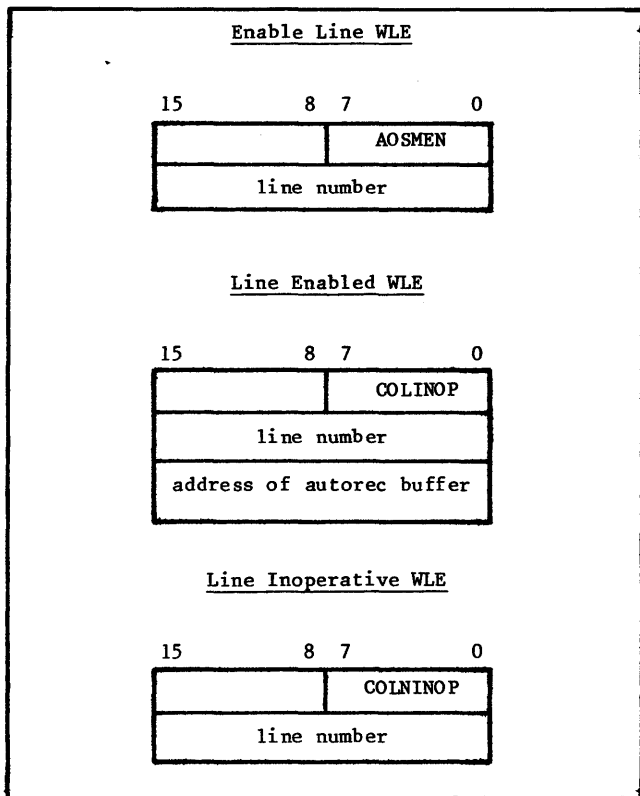 Enable Line WLE
15 8 7 0
AOSMEN
line number
Line Enabled WLE
15 8 7 0
COLINOP
line number
address of autorec buffer
Line Inoperative WLE
15 8 7 0
COLNINOP
line number